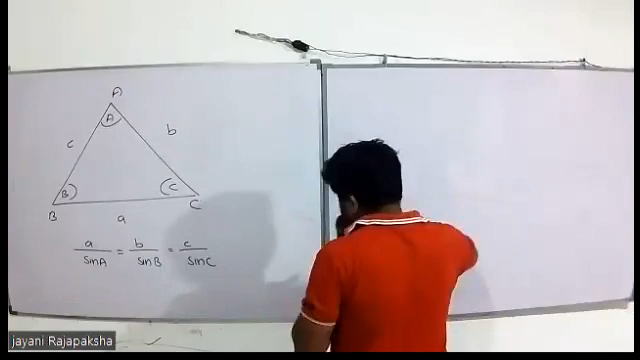 A
A
c
b
B
C
B
a
C
a/sinA = b/sinB = c/sinC
jayani Rajapaksha